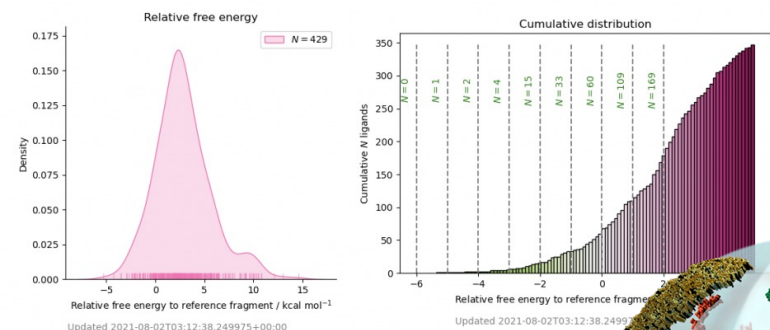 Relative free energy
N = 429
0.175
0.150
0.125
0.100
0.075
0.050
0.025
0.000
Density
−5
0
5
10
15
Relative free energy to reference fragment / kcal mol⁻¹
Updated 2021-08-02T03:12:38.249975+00:00
Cumulative distribution
350
300
250
200
150
100
50
0
Cumulative N ligands
N = 0
N = 1
N = 2
N = 4
N = 15
N = 33
N = 60
N = 109
N = 169
−6
−4
−2
0
2
Relative free energy to reference
Updated 2021-08-02T03:12:38.2499